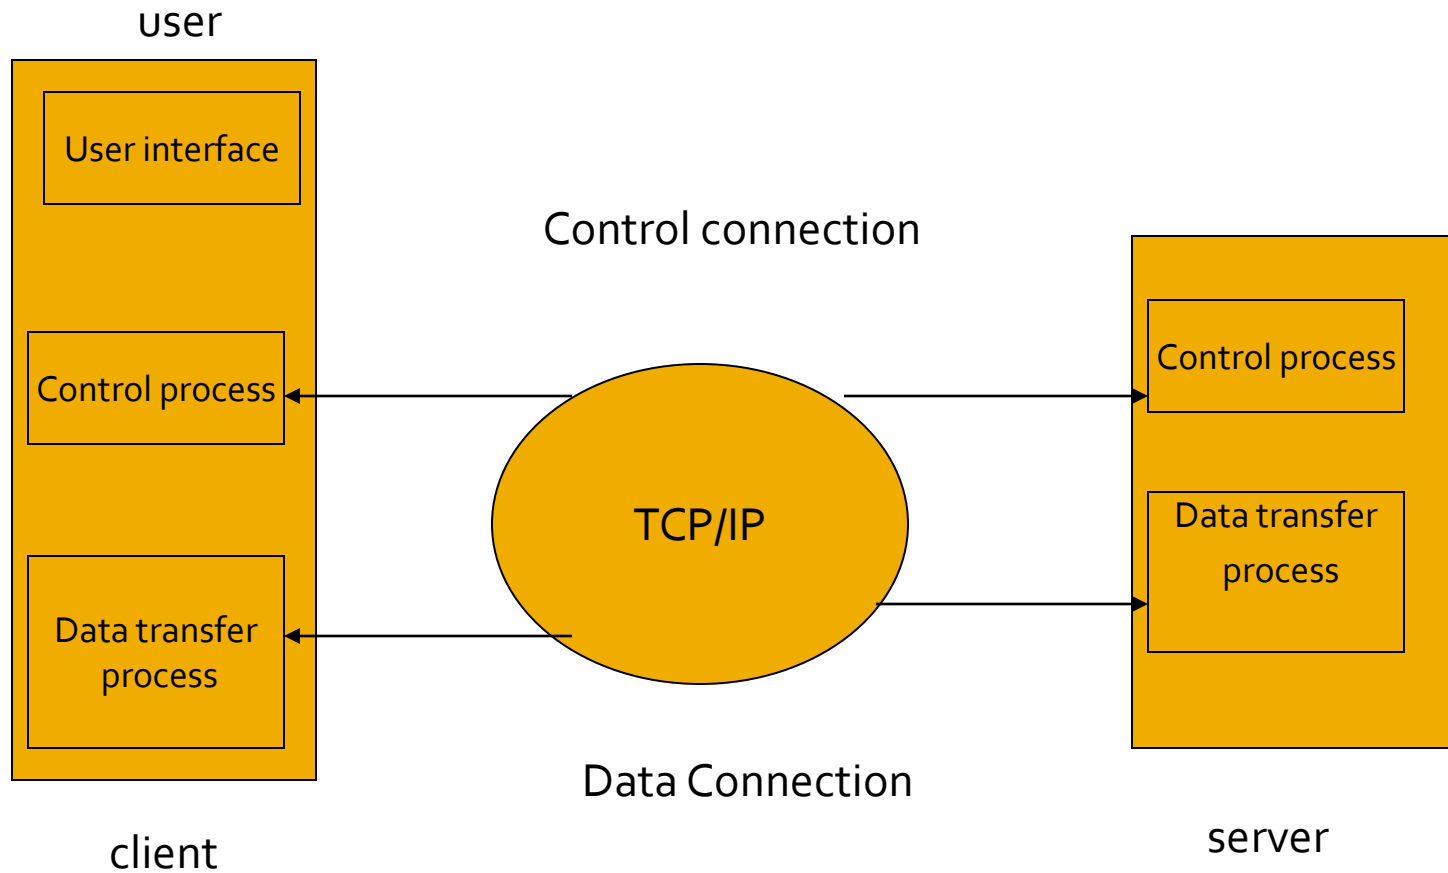 user
User interface
Control connection
Control process
Control process
TCP/IP
Data transfer
process
Data transfer
process
Data Connection
client
server